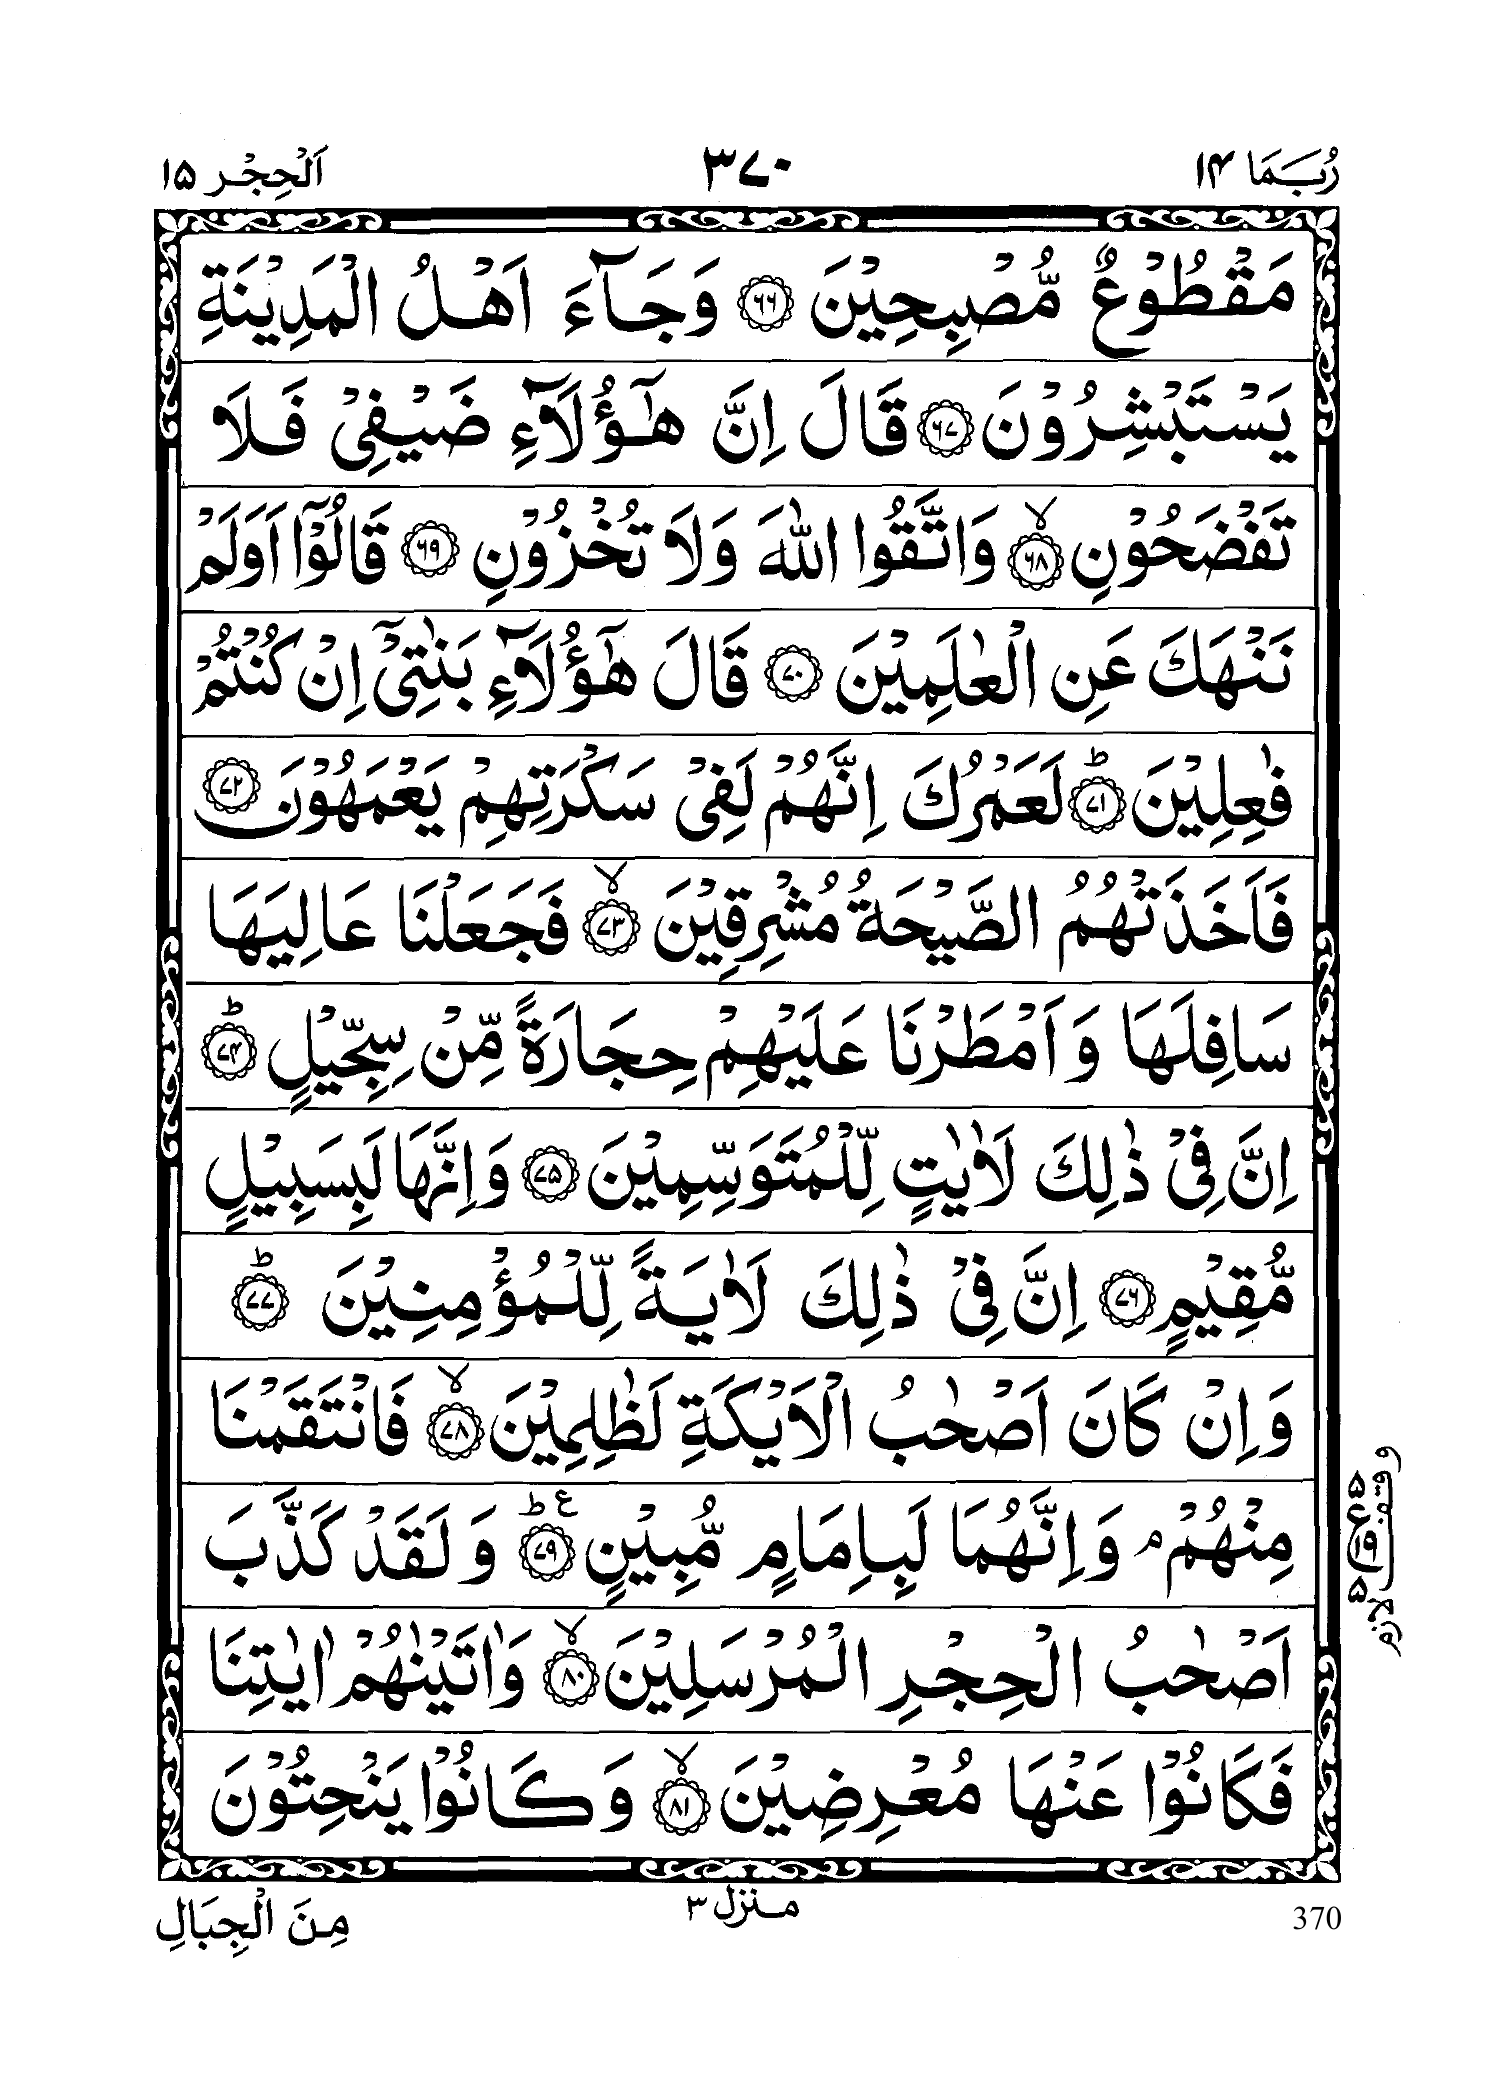 رُبَمَا ۱۴
۳۷۰
اَلْحِجْر ۱۵
مَقْطُوْعٌ مُّصْبِحِيْنَ ﴿۶۶﴾ وَجَآءَ اَهْلُ الْمَدِيْنَةِ
يَسْتَبْشِرُوْنَ ﴿۶۷﴾ قَالَ اِنَّ هٰٓؤُلَآءِ ضَيْفِيْ فَلَا
تَفْضَحُوْنِ ۙ﴿۶۸﴾ وَاتَّقُوا اللّٰهَ وَلَا تُخْزُوْنِ ﴿۶۹﴾ قَالُوْٓا اَوَلَمْ
نَنْهَكَ عَنِ الْعٰلَمِيْنَ ﴿۷۰﴾ قَالَ هٰٓؤُلَآءِ بَنٰتِيْٓ اِنْ كُنْتُمْ
فٰعِلِيْنَ ؕ﴿۷۱﴾ لَعَمْرُكَ اِنَّهُمْ لَفِيْ سَكْرَتِهِمْ يَعْمَهُوْنَ ﴿۷۲﴾
فَاَخَذَتْهُمُ الصَّيْحَةُ مُشْرِقِيْنَ ۙ﴿۷۳﴾ فَجَعَلْنَا عَالِيَهَا
سَافِلَهَا وَاَمْطَرْنَا عَلَيْهِمْ حِجَارَةً مِّنْ سِجِّيْلٍ ؕ﴿۷۴﴾
اِنَّ فِيْ ذٰلِكَ لَاٰيٰتٍ لِّلْمُتَوَسِّمِيْنَ ﴿۷۵﴾ وَاِنَّهَا لَبِسَبِيْلٍ
مُّقِيْمٍ ﴿۷۶﴾ اِنَّ فِيْ ذٰلِكَ لَاٰيَةً لِّلْمُؤْمِنِيْنَ ؕ﴿۷۷﴾
وَاِنْ كَانَ اَصْحٰبُ الْاَيْكَةِ لَظٰلِمِيْنَ ۙ﴿۷۸﴾ فَانْتَقَمْنَا
مِنْهُمْ ۘ وَاِنَّهُمَا لَبِاِمَامٍ مُّبِيْنٍ ؕ﴿۷۹﴾ ع وَلَقَدْ كَذَّبَ
اَصْحٰبُ الْحِجْرِ الْمُرْسَلِيْنَ ۙ﴿۸۰﴾ وَاٰتَيْنٰهُمْ اٰيٰتِنَا
فَكَانُوْا عَنْهَا مُعْرِضِيْنَ ۙ﴿۸۱﴾ وَكَانُوْا يَنْحِتُوْنَ
وقف لازم
۵ ع ۱۹ ۵
مِنَ الْجِبَالِ
منزل ۳
370